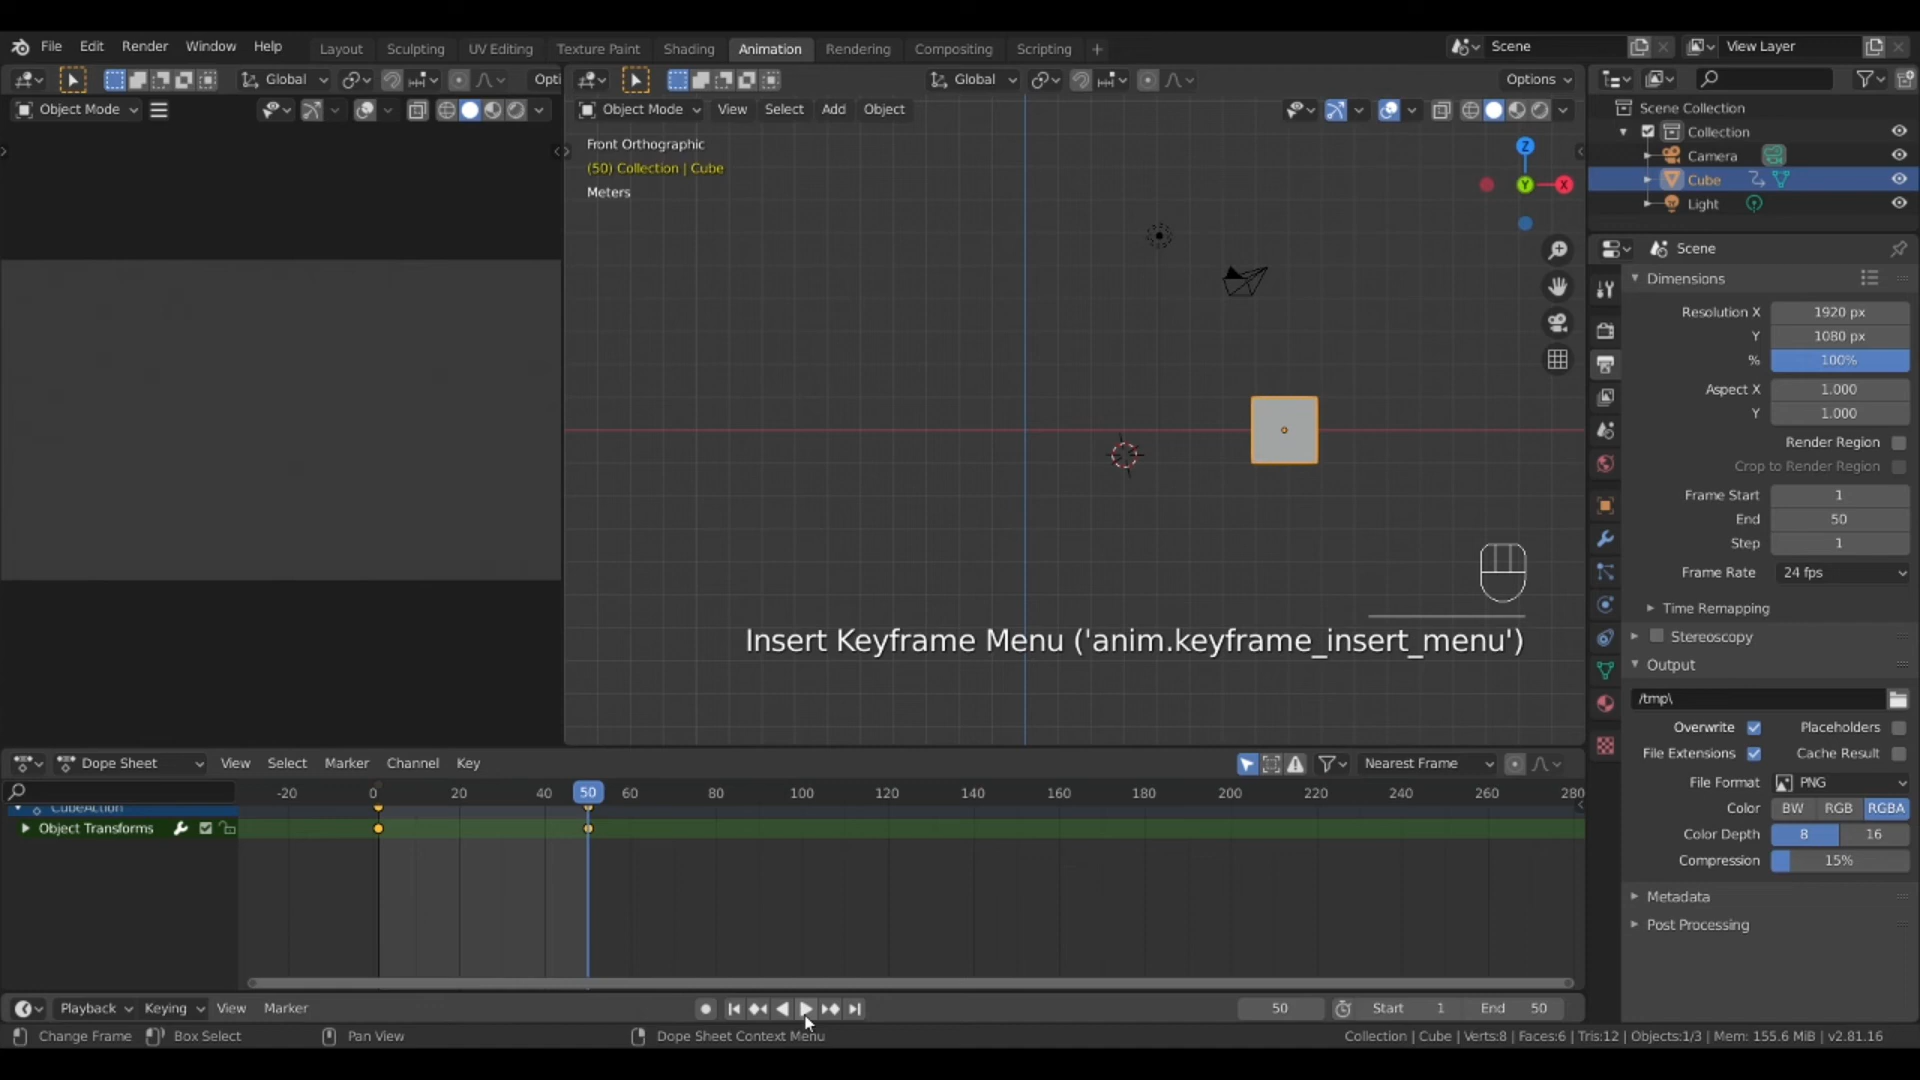 File Edit Render Window Help Layout Sculpting UV Editing Texture Paint Shading Animation Rendering Compositing Scripting + Scene View Layer
Global Opti Global Options
Object Mode Object Mode View Select Add Object
Front Orthographic
(50) Collection | Cube
Meters
Z
Y
X
Scene Collection
Collection
Camera
Cube
Light
Scene
Dimensions
Resolution X 1920 px
Y 1080 px
% 100%
Aspect X 1.000
Y 1.000
Render Region
Crop to Render Region
Frame Start 1
End 50
Step 1
Frame Rate 24 fps
Time Remapping
Stereoscopy
Output
/tmp\
Overwrite Placeholders
File Extensions Cache Result
File Format PNG
Color BW RGB RGBA
Color Depth 8 16
Compression 15%
Metadata
Post Processing
Insert Keyframe Menu ('anim.keyframe_insert_menu')
Dope Sheet View Select Marker Channel Key Nearest Frame
-20 0 20 40 50 60 80 100 120 140 160 180 200 220 240 260 280
CubeAction
Object Transforms
Playback Keying View Marker 50 Start 1 End 50
Change Frame Box Select Pan View Dope Sheet Context Menu Collection | Cube | Verts:8 | Faces:6 | Tris:12 | Objects:1/3 | Mem: 155.6 MiB | v2.81.16